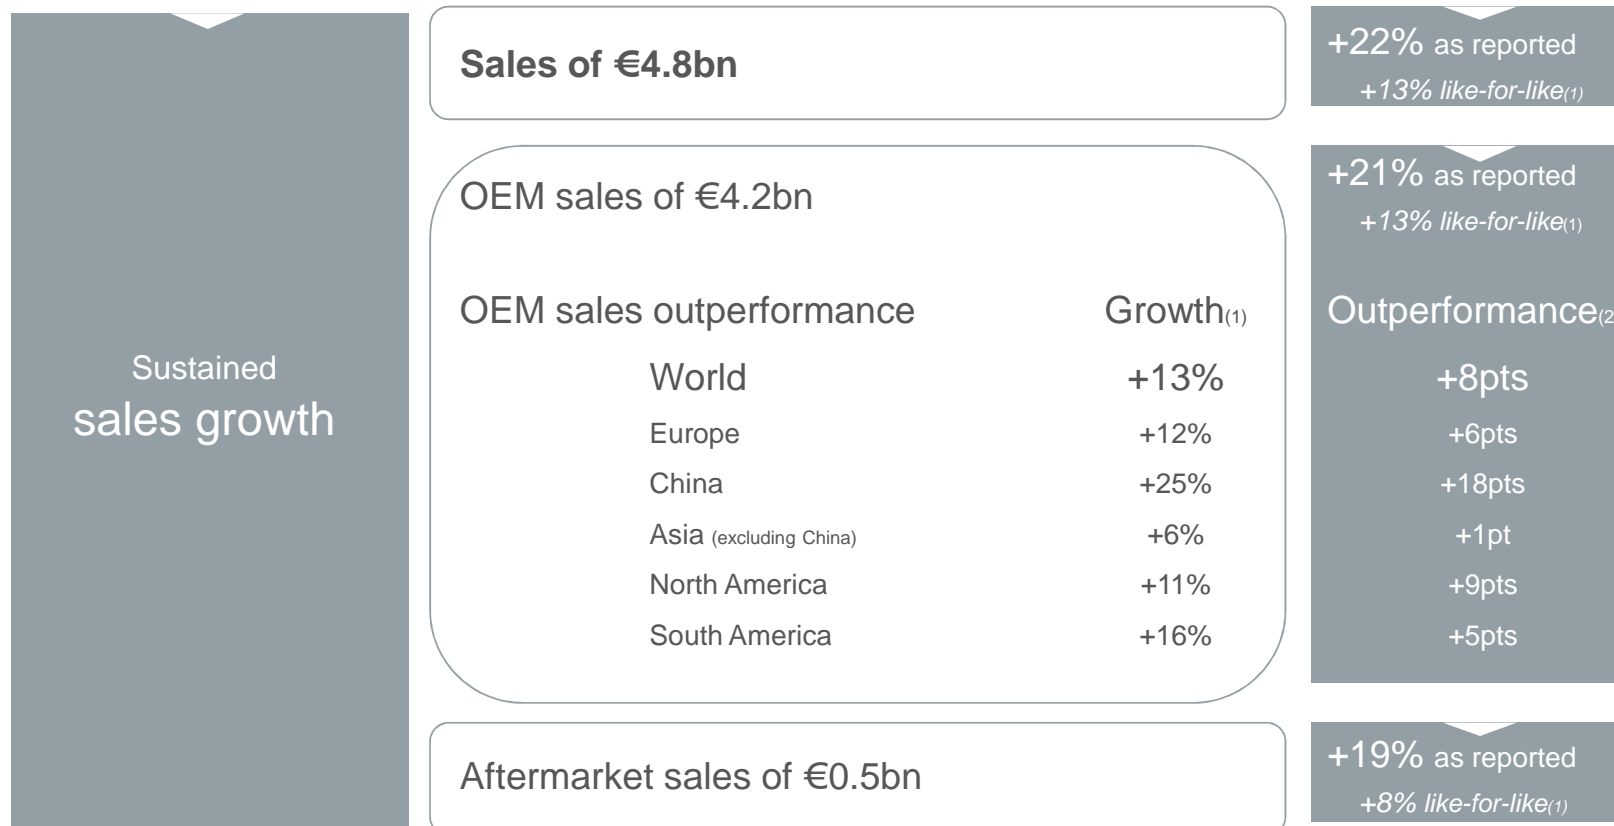 Sustained
sales growth
Sales of €4.8bn
+22% as reported
+13% like-for-like(1)
OEM sales of €4.2bn
+21% as reported
+13% like-for-like(1)
OEM sales outperformance Growth(1) Outperformance(2
World +13% +8pts
Europe +12% +6pts
China +25% +18pts
Asia (excluding China) +6% +1pt
North America +11% +9pts
South America +16% +5pts
Aftermarket sales of €0.5bn
+19% as reported
+8% like-for-like(1)